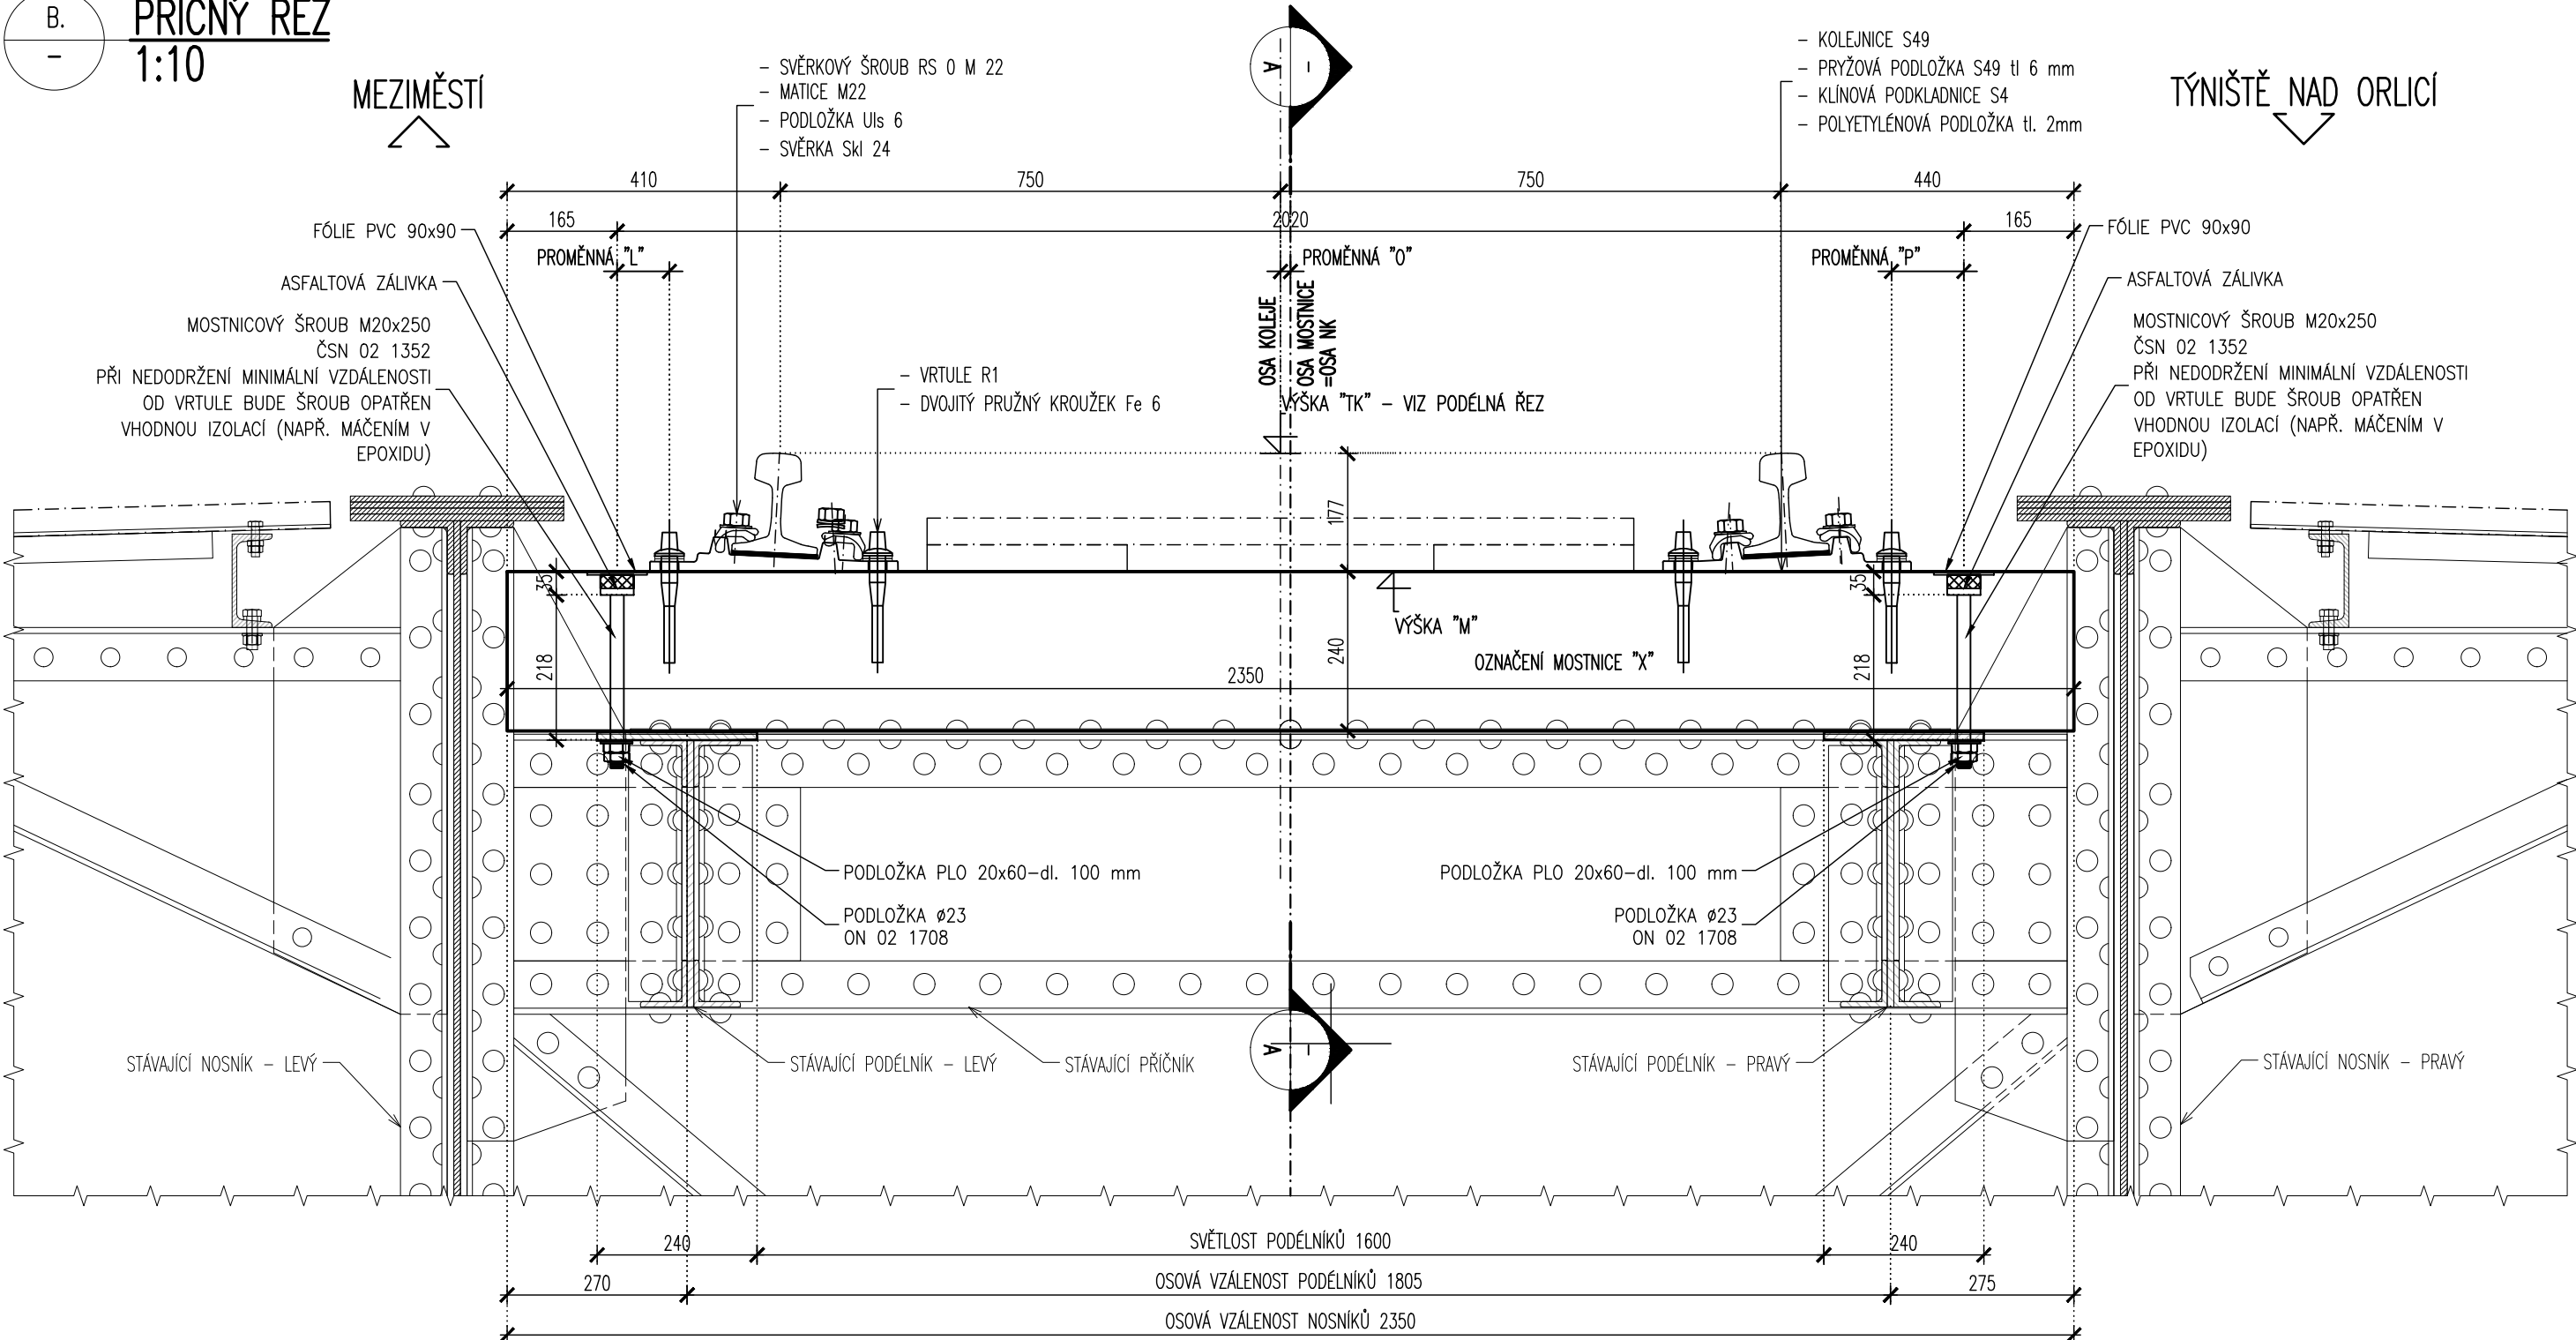 B.
-
PŘÍČNÝ ŘEZ
1:10
MEZIMĚSTÍ
- SVĚRKOVÝ ŠROUB RS 0 M 22
- MATICE M22
- PODLOŽKA Uls 6
- SVĚRKA Skl 24
A
-
- KOLEJNICE S49
- PRYŽOVÁ PODLOŽKA S49 tl 6 mm
- KLÍNOVÁ PODKLADNICE S4
- POLYETYLÉNOVÁ PODLOŽKA tl. 2mm
TÝNIŠTĚ NAD ORLICÍ
410
750
750
440
165
2020
165
FÓLIE PVC 90x90
PROMĚNNÁ "L"
PROMĚNNÁ "O"
PROMĚNNÁ "P"
FÓLIE PVC 90x90
ASFALTOVÁ ZÁLIVKA
ASFALTOVÁ ZÁLIVKA
OSA KOLEJE
OSA MOSTNICE
=OSA NK
MOSTNICOVÝ ŠROUB M20x250
ČSN 02 1352
PŘI NEDODRŽENÍ MINIMÁLNÍ VZDÁLENOSTI
OD VRTULE BUDE ŠROUB OPATŘEN
VHODNOU IZOLACÍ (NAPŘ. MÁČENÍM V
EPOXIDU)
- VRTULE R1
- DVOJITÝ PRUŽNÝ KROUŽEK Fe 6
VÝŠKA "TK" - VIZ PODÉLNÁ ŘEZ
MOSTNICOVÝ ŠROUB M20x250
ČSN 02 1352
PŘI NEDODRŽENÍ MINIMÁLNÍ VZDÁLENOSTI
OD VRTULE BUDE ŠROUB OPATŘEN
VHODNOU IZOLACÍ (NAPŘ. MÁČENÍM V
EPOXIDU)
177
35
35
VÝŠKA "M"
218
240
OZNAČENÍ MOSTNICE "X"
218
2350
PODLOŽKA PLO 20x60-dl. 100 mm
PODLOŽKA PLO 20x60-dl. 100 mm
PODLOŽKA ø23
ON 02 1708
PODLOŽKA ø23
ON 02 1708
A
-
STÁVAJÍCÍ NOSNÍK - LEVÝ
STÁVAJÍCÍ PODÉLNÍK - LEVÝ
STÁVAJÍCÍ PŘÍČNÍK
STÁVAJÍCÍ PODÉLNÍK - PRAVÝ
STÁVAJÍCÍ NOSNÍK - PRAVÝ
240
SVĚTLOST PODÉLNÍKŮ 1600
240
270
OSOVÁ VZÁLENOST PODÉLNÍKŮ 1805
275
OSOVÁ VZÁLENOST NOSNÍKŮ 2350